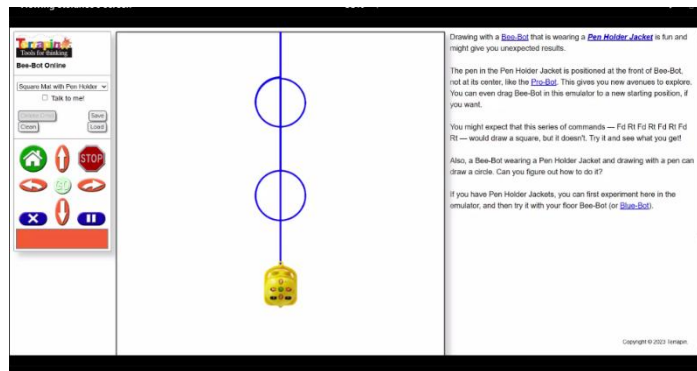 Terrapin
Tools for thinking
Bee-Bot Online
Square Mat with Pen Holder
Talk to me!
Save
Clean
Load
STOP
GO
Drawing with a Bee-Bot that is wearing a Pen Holder Jacket is fun and
might give you unexpected results.
The pen in the Pen Holder Jacket is positioned at the front of Bee-Bot,
not at its center, like the Pro-Bot. This gives you new avenues to explore.
You can even drag Bee-Bot in this emulator to a new starting position, if
you want.
You might expect that this series of commands — Fd Rt Fd Rt Fd Rt Fd
Rt — would draw a square, but it doesn't. Try it and see what you get!
Also, a Bee-Bot wearing a Pen Holder Jacket and drawing with a pen can
draw a circle. Can you figure out how to do it?
If you have Pen Holder Jackets, you can first experiment here in the
emulator, and then try it with your floor Bee-Bot (or Blue-Bot).
Copyright © 2023 Terrapin.